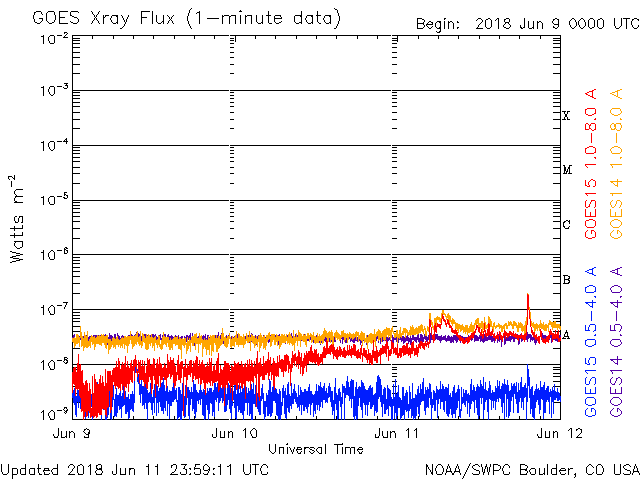 GOES Xray Flux (1-minute data)
Begin: 2018 Jun 9 0000 UTC
10⁻²
10⁻³
10⁻⁴
10⁻⁵
10⁻⁶
10⁻⁷
10⁻⁸
10⁻⁹
Watts m⁻²
X
M
C
B
A
GOES15 1.0-8.0 A
GOES14 1.0-8.0 A
GOES15 0.5-4.0 A
GOES14 0.5-4.0 A
Jun 9
Jun 10
Jun 11
Jun 12
Universal Time
Updated 2018 Jun 11 23:59:11 UTC
NOAA/SWPC Boulder, CO USA